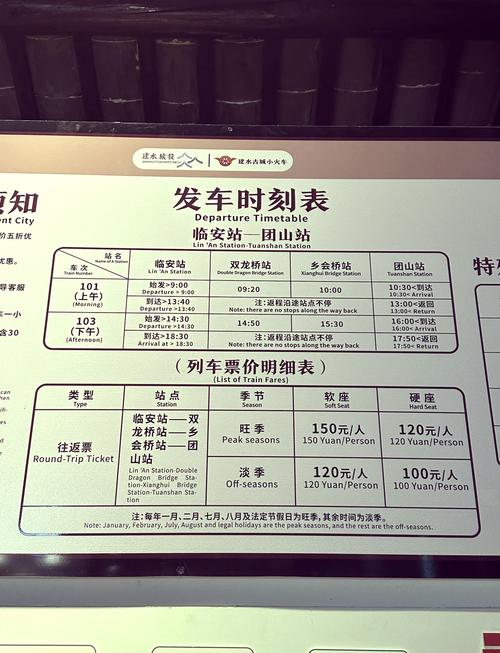 建水古城小火车
须知
ent City
价五折优
优惠。
导客服
一小
含30
发车时刻表
Departure Timetable
临安站—团山站
Lin 'An Station-Tuanshan Station
站名
Name of A Station
车次
Train Number
临安站
Lin 'An Station
双龙桥站
Double Dragon Bridge Station
乡会桥站
Xianghui Bridge Station
团山站
Tuanshan Station
101
(上午)
(Morning)
始发>9:00
Departure > 9:00
09:20
10:00
10:30<到达
10:30< Arrival
到达>13:40
Departure >13:40
注:返程沿途站点不停
Note: there are no stops along the way back
13:00<返回
13:00< Return
103
(下午)
(Afternoon)
始发>14:30
Departure >14:30
14:50
15:30
16:00<到达
16:00< Arrival
到达>18:30
Arrival at > 18:30
注:返程沿途站点不停
Note: there are no stops along the way back
17:50<返回
17:50< Return
(列车票价明细表)
(List of Train Fares)
类型
Type
站点
Station
季节
Season
软座
Soft Seat
硬座
Hard Seat
往返票
Round-Trip Ticket
临安站——双
龙桥站——乡
会桥站——团
山站
Lin 'An Station-Double
Dragon Bridge Sta-
tion-Xianghui Bridge
Station-Tuanshan Sta-
tion
旺季
Peak seasons
150元/人
150 Yuan/Person
120元/人
120 Yuan/Person
淡季
Off-seasons
120元/人
120 Yuan/Person
100元/人
100 Yuan/Person
注:每年一月、二月、七月、八月及法定节假日为旺季,其余时间为淡季。
Note: January, February, July, August and legal holidays are the peak seasons, and the rest are the off-seasons.
特